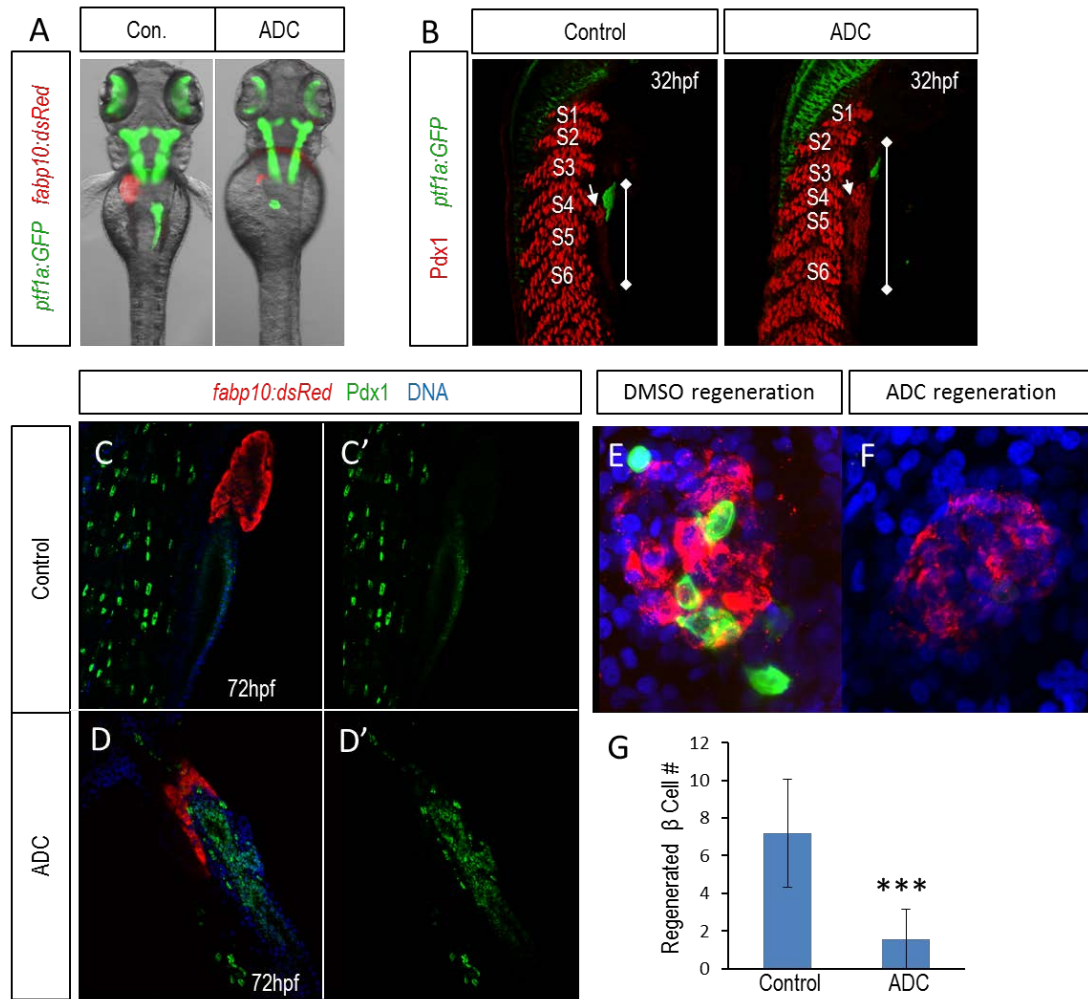 A
Con.
ADC
ptf1a:GFP fabp10:dsRed
B
Control
ADC
Pdx1 ptf1a:GFP
32hpf
S1
S2
S3
S4
S5
S6
32hpf
S1
S2
S3
S4
S5
S6
fabp10:dsRed Pdx1 DNA
Control
C
72hpf
C'
ADC
D
72hpf
D'
DMSO regeneration
ADC regeneration
E
F
G
Regenerated β Cell #
12
10
8
6
4
2
0
***
Control
ADC